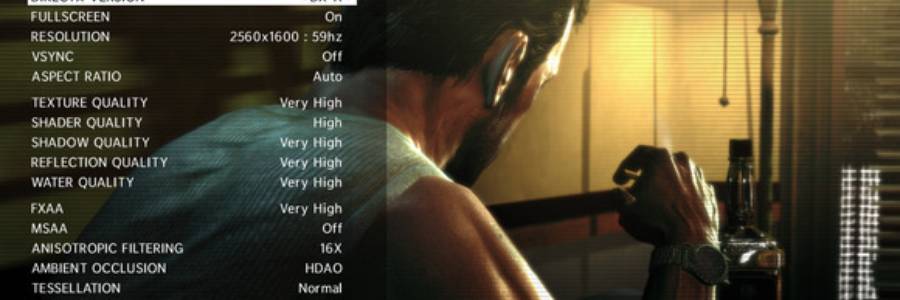 FULLSCREEN On
RESOLUTION 2560x1600 : 59hz
VSYNC Off
ASPECT RATIO Auto
TEXTURE QUALITY Very High
SHADER QUALITY High
SHADOW QUALITY Very High
REFLECTION QUALITY Very High
WATER QUALITY Very High
FXAA Very High
MSAA Off
ANISOTROPIC FILTERING 16X
AMBIENT OCCLUSION HDAO
TESSELLATION Normal